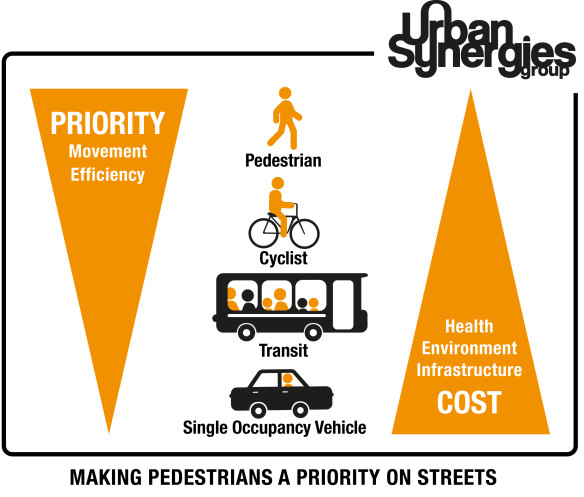 Urban
Synergies
group
PRIORITY
Movement
Efficiency
Pedestrian
Cyclist
Transit
Single Occupancy Vehicle
Health
Environment
Infrastructure
COST
MAKING PEDESTRIANS A PRIORITY ON STREETS